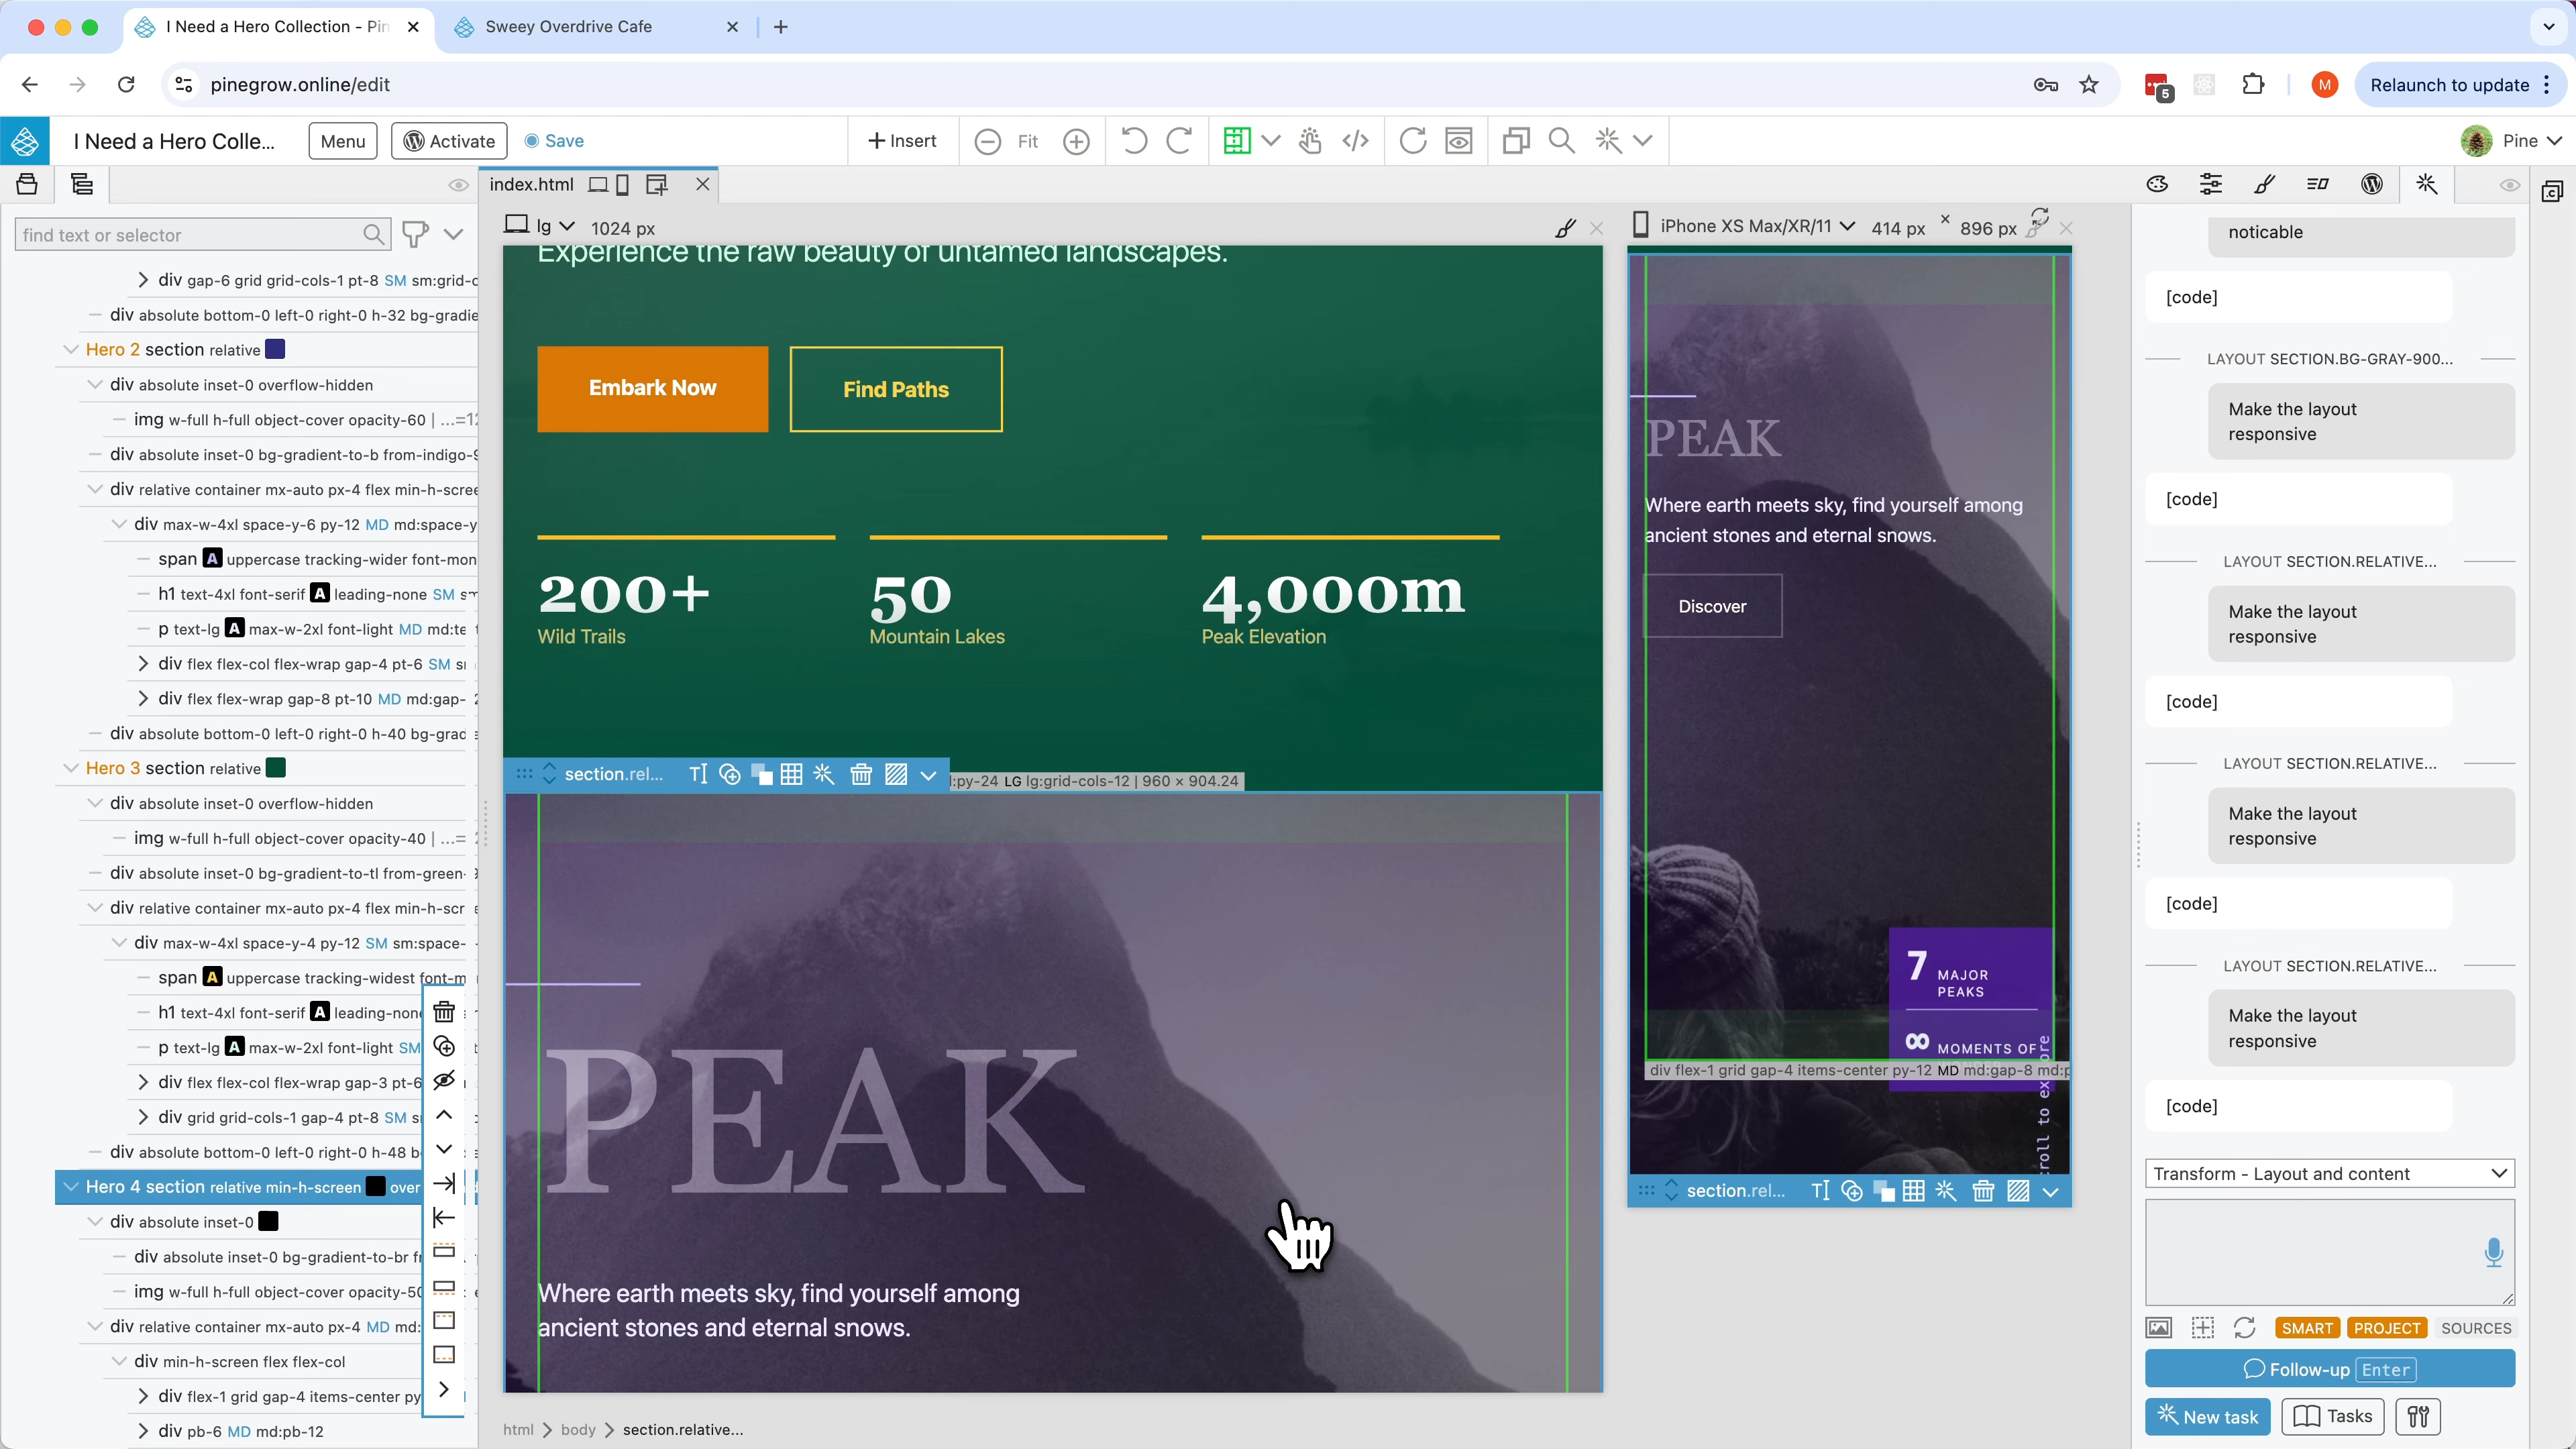 I Need a Hero Collection - Pin
Sweey Overdrive Cafe
pinegrow.online/edit
5
M
Relaunch to update
I Need a Hero Colle...
Menu
Activate
Save
Insert
Fit
Pine
index.html
find text or selector
lg
1024 px
iPhone XS Max/XR/11
414 px
×
896 px
div gap-6 grid grid-cols-1 pt-8 SM sm:grid-c
div absolute bottom-0 left-0 right-0 h-32 bg-gradie
Hero 2 section relative
div absolute inset-0 overflow-hidden
img w-full h-full object-cover opacity-60 | ...=12
div absolute inset-0 bg-gradient-to-b from-indigo-9
div relative container mx-auto px-4 flex min-h-scree
div max-w-4xl space-y-6 py-12 MD md:space-y
span A uppercase tracking-wider font-mon
h1 text-4xl font-serif A leading-none SM
p text-lg A max-w-2xl font-light MD md:te
div flex flex-col flex-wrap gap-4 pt-6 SM
div flex flex-wrap gap-8 pt-10 MD md:gap-
div absolute bottom-0 left-0 right-0 h-40 bg-grad
Hero 3 section relative
div absolute inset-0 overflow-hidden
img w-full h-full object-cover opacity-40 | ...=
div absolute inset-0 bg-gradient-to-tl from-green-
div relative container mx-auto px-4 flex min-h-scr
div max-w-4xl space-y-4 py-12 SM sm:space-
span A uppercase tracking-widest font-m
h1 text-4xl font-serif A leading-non
p text-lg A max-w-2xl font-light SM
div flex flex-col flex-wrap gap-3 pt-6
div grid grid-cols-1 gap-4 pt-8 SM
div absolute bottom-0 left-0 right-0 h-48 b
Hero 4 section relative min-h-screen over
div absolute inset-0
div absolute inset-0 bg-gradient-to-br
img w-full h-full object-cover opacity-50
div relative container mx-auto px-4 MD md:
div min-h-screen flex flex-col
div flex-1 grid gap-4 items-center py
div pb-6 MD md:pb-12
Experience the raw beauty of untamed landscapes.
Embark Now
Find Paths
200+
50
4,000m
Wild Trails
Mountain Lakes
Peak Elevation
section.rel...
:py-24 LG lg:grid-cols-12 | 960 × 904.24
PEAK
Where earth meets sky, find yourself among
ancient stones and eternal snows.
html
body
section.relative...
PEAK
Where earth meets sky, find yourself among
ancient stones and eternal snows.
Discover
7 MAJOR
PEAKS
∞ MOMENTS OF
div flex-1 grid gap-4 items-center py-12 MD md:gap-8 md:p
section.rel...
noticable
[code]
LAYOUT SECTION.BG-GRAY-900...
Make the layout
responsive
[code]
LAYOUT SECTION.RELATIVE...
Make the layout
responsive
[code]
LAYOUT SECTION.RELATIVE...
Make the layout
responsive
[code]
LAYOUT SECTION.RELATIVE...
Make the layout
responsive
[code]
Transform - Layout and content
SMART
PROJECT
SOURCES
Follow-up Enter
New task
Tasks